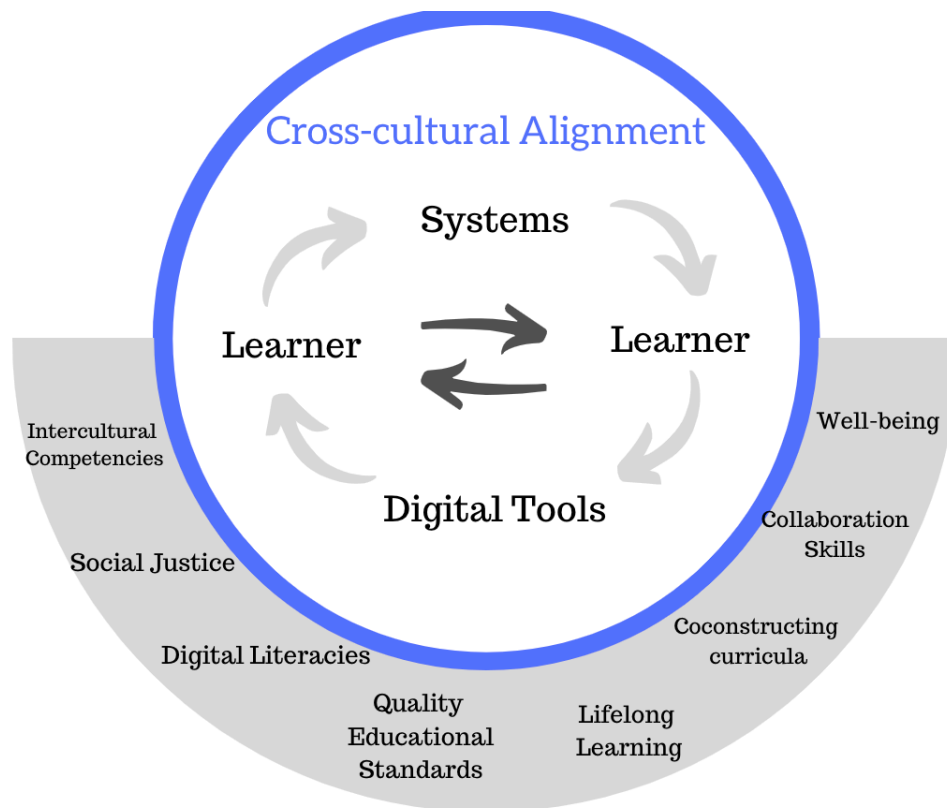 Cross-cultural Alignment
Systems
Learner
Learner
Digital Tools
Intercultural
Competencies
Social Justice
Digital Literacies
Quality
Educational
Standards
Lifelong
Learning
Coconstructing
curricula
Collaboration
Skills
Well-being